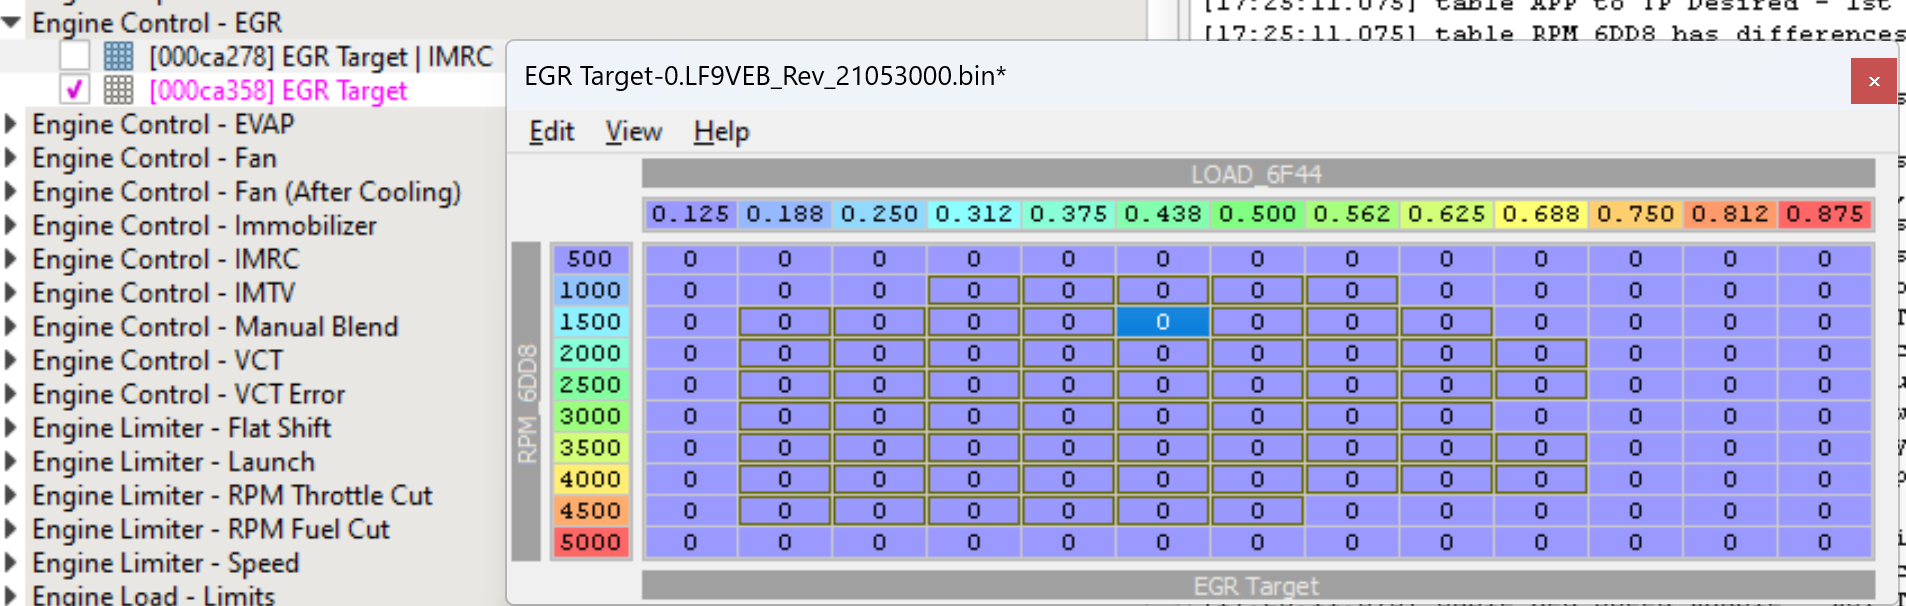 Engine Control - EGR
[000ca278] EGR Target | IMRC
[000ca358] EGR Target
Engine Control - EVAP
Engine Control - Fan
Engine Control - Fan (After Cooling)
Engine Control - Immobilizer
Engine Control - IMRC
Engine Control - IMTV
Engine Control - Manual Blend
Engine Control - VCT
Engine Control - VCT Error
Engine Limiter - Flat Shift
Engine Limiter - Launch
Engine Limiter - RPM Throttle Cut
Engine Limiter - RPM Fuel Cut
Engine Limiter - Speed
Engine Load - Limits
[17:25:11.075] table APP to TP Desired - 1st
[17:25:11.075] table RPM 6DD8 has differences
EGR Target-0.LF9VEB_Rev_21053000.bin*
Edit View Help
LOAD_6F44
0.125 0.188 0.250 0.312 0.375 0.438 0.500 0.562 0.625 0.688 0.750 0.812 0.875
RPM_6DD8
500 0 0 0 0 0 0 0 0 0 0 0 0 0
1000 0 0 0 0 0 0 0 0 0 0 0 0 0
1500 0 0 0 0 0 0 0 0 0 0 0 0 0
2000 0 0 0 0 0 0 0 0 0 0 0 0 0
2500 0 0 0 0 0 0 0 0 0 0 0 0 0
3000 0 0 0 0 0 0 0 0 0 0 0 0 0
3500 0 0 0 0 0 0 0 0 0 0 0 0 0
4000 0 0 0 0 0 0 0 0 0 0 0 0 0
4500 0 0 0 0 0 0 0 0 0 0 0 0 0
5000 0 0 0 0 0 0 0 0 0 0 0 0 0
EGR Target